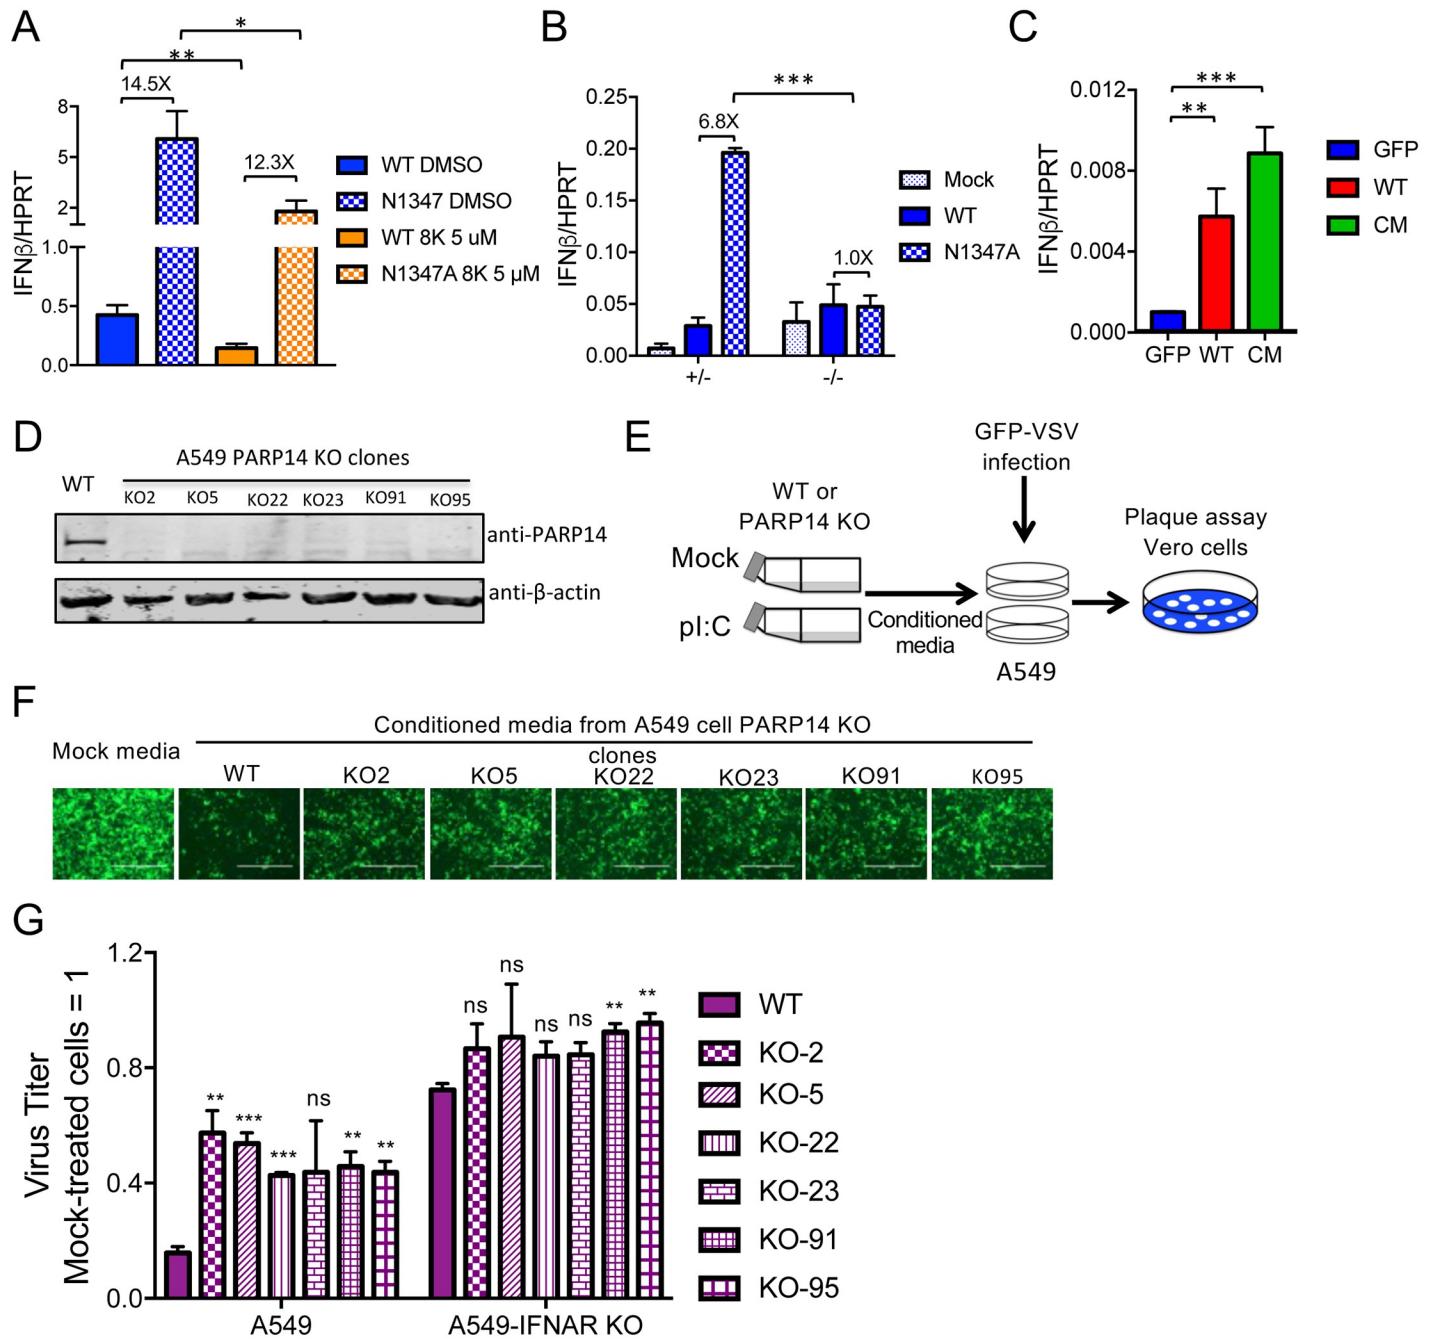 A
*
**
14.5X
12.3X
8
5
2
1.0
0.5
0.0
IFNβ/HPRT
WT DMSO
N1347 DMSO
WT 8K 5 uM
N1347A 8K 5 µM
B
***
6.8X
1.0X
0.25
0.20
0.15
0.10
0.05
0.00
IFNβ/HPRT
+/-
-/-
Mock
WT
N1347A
C
***
**
0.012
0.008
0.004
0.000
IFNβ/HPRT
GFP WT CM
GFP
WT
CM
D
A549 PARP14 KO clones
WT
KO2 KO5 KO22 KO23 KO91 KO95
anti-PARP14
anti-β-actin
E
GFP-VSV
infection
WT or
PARP14 KO
Mock
pI:C
Conditioned
media
A549
Plaque assay
Vero cells
F
Conditioned media from A549 cell PARP14 KO
clones
Mock media
WT KO2 KO5 KO22 KO23 KO91 KO95
G
Virus Titer
Mock-treated cells = 1
1.2
0.8
0.4
0.0
** *** *** ns ** **
ns ns ns ns ** **
A549
A549-IFNAR KO
WT
KO-2
KO-5
KO-22
KO-23
KO-91
KO-95